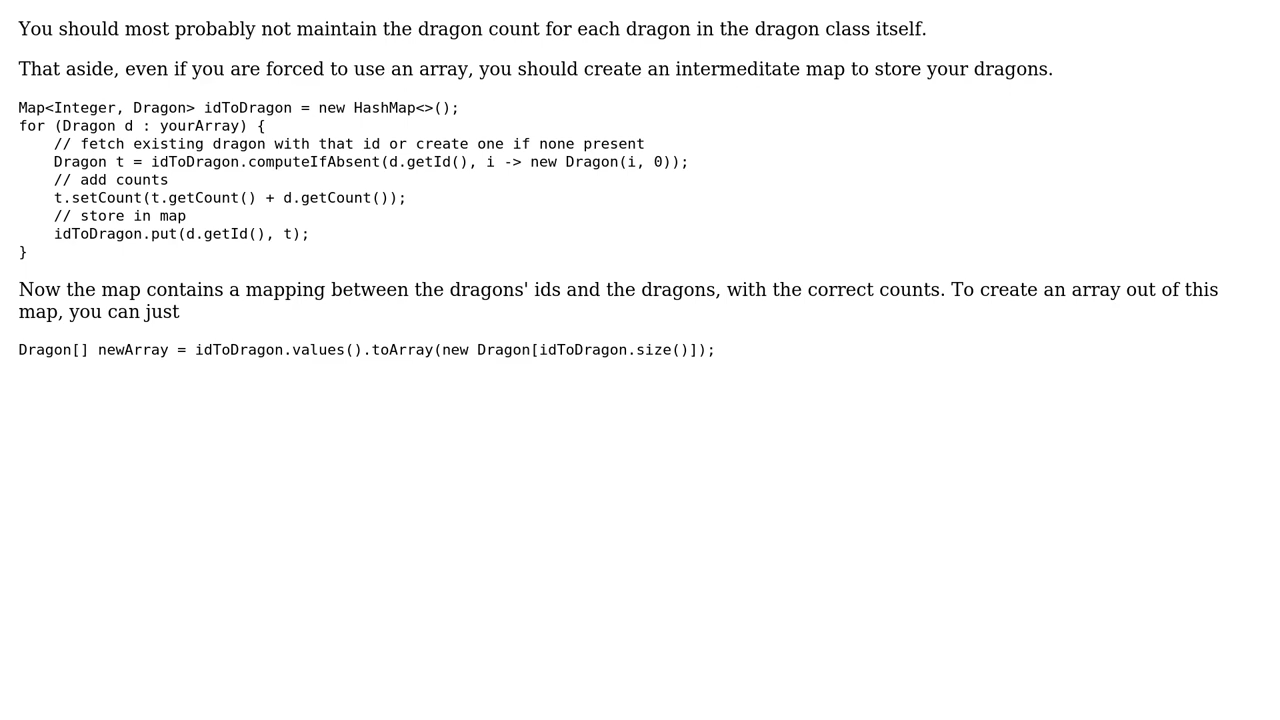 You should most probably not maintain the dragon count for each dragon in the dragon class itself.
That aside, even if you are forced to use an array, you should create an intermeditate map to store your dragons.
Map<Integer, Dragon> idToDragon = new HashMap<>();
for (Dragon d : yourArray) {
    // fetch existing dragon with that id or create one if none present
    Dragon t = idToDragon.computeIfAbsent(d.getId(), i -> new Dragon(i, 0));
    // add counts
    t.setCount(t.getCount() + d.getCount());
    // store in map
    idToDragon.put(d.getId(), t);
}
Now the map contains a mapping between the dragons' ids and the dragons, with the correct counts. To create an array out of this
map, you can just
Dragon[] newArray = idToDragon.values().toArray(new Dragon[idToDragon.size()]);